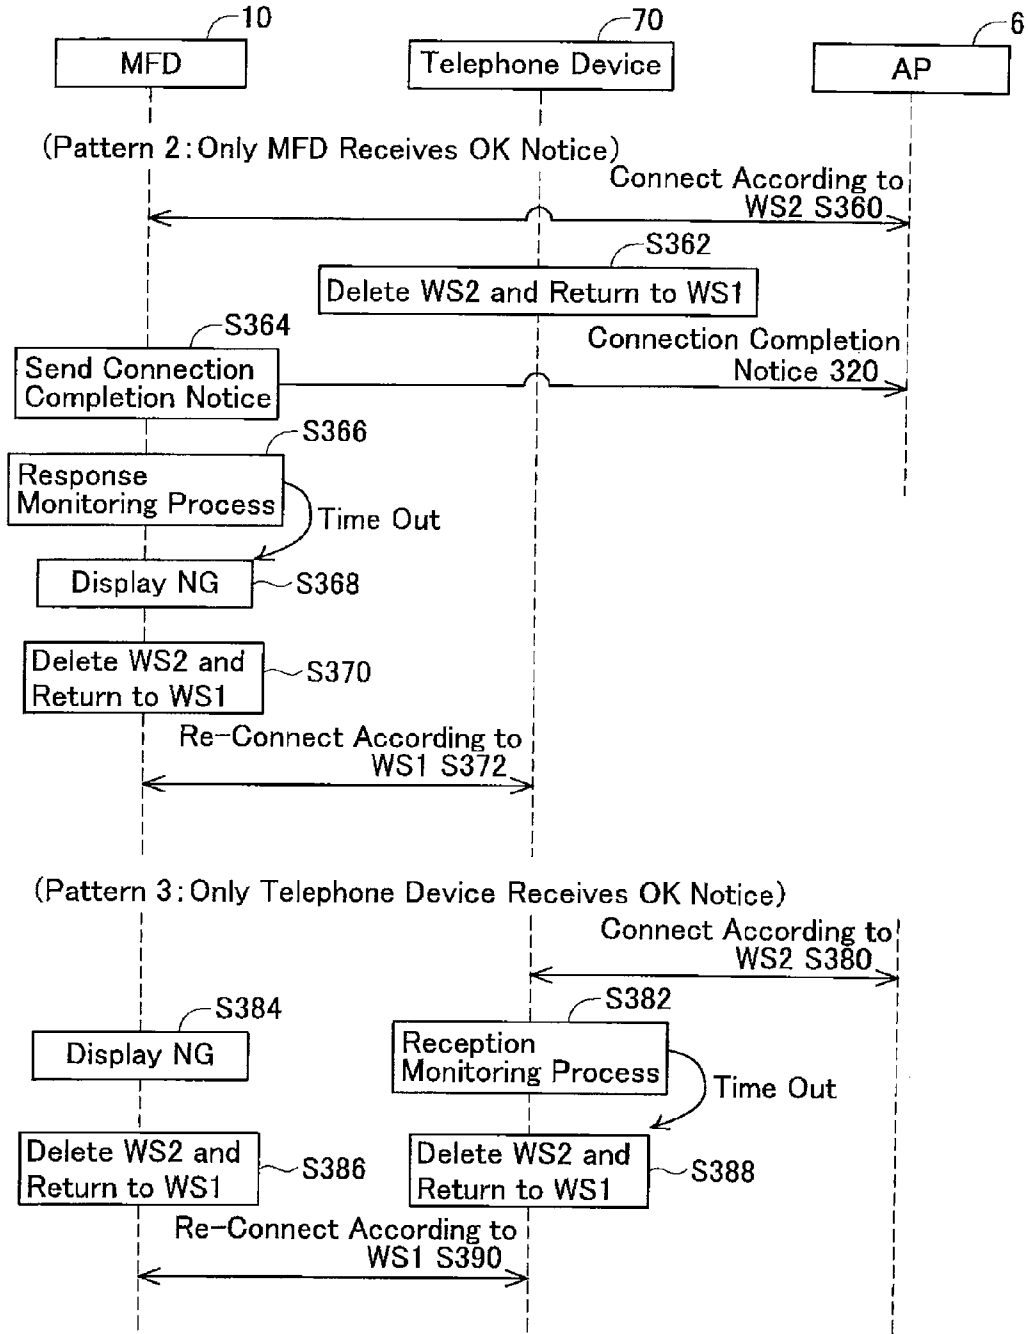 10
70
6
MFD
Telephone Device
AP
(Pattern 2:Only MFD Receives OK Notice)
Connect According to
WS2 S360
S362
Delete WS2 and Return to WS1
S364
Connection Completion
Notice 320
Send Connection
Completion Notice
S366
Response
Monitoring Process
Time Out
Display NG
S368
Delete WS2 and
Return to WS1
S370
Re-Connect According to
WS1 S372
(Pattern 3:Only Telephone Device Receives OK Notice)
Connect According to
WS2 S380
S384
S382
Display NG
Reception
Monitoring Process
Time Out
Delete WS2 and
Return to WS1
S386
Delete WS2 and
Return to WS1
S388
Re-Connect According to
WS1 S390